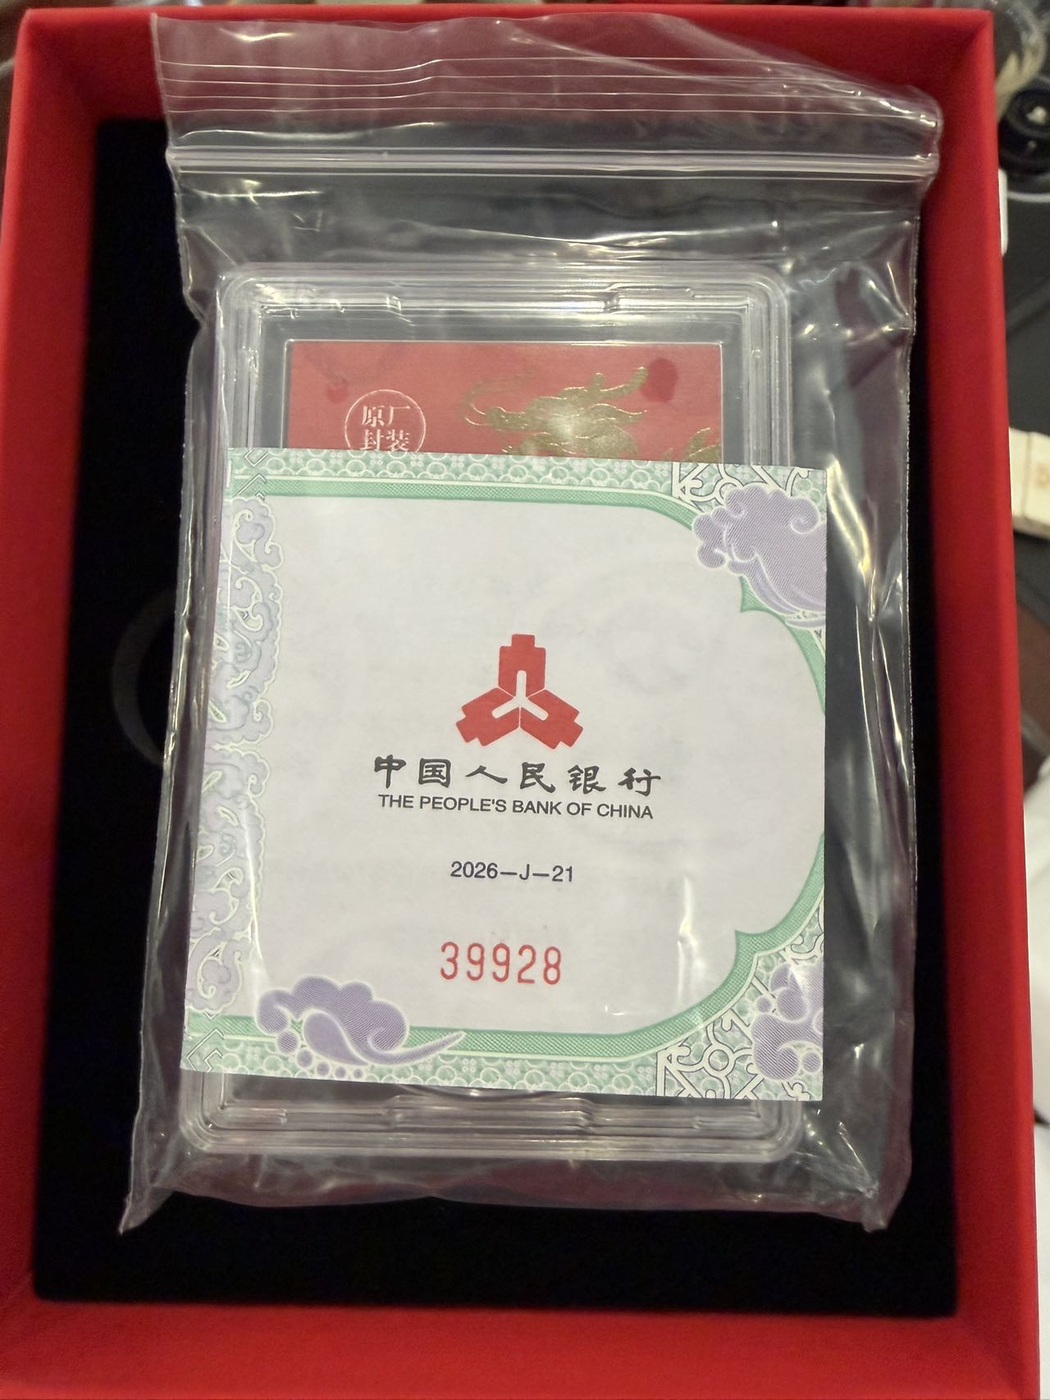 原厂
封装
中国人民银行
THE PEOPLE'S BANK OF CHINA
2026—J—21
39928